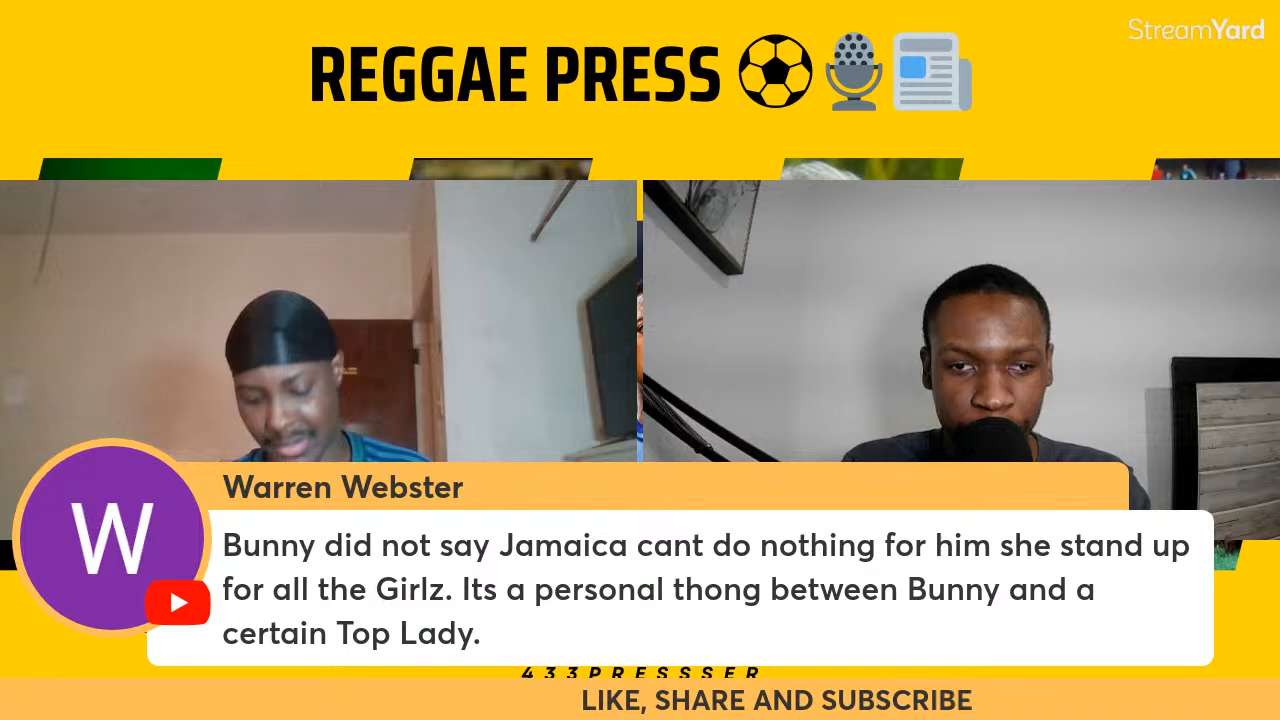 StreamYard
REGGAE PRESS
Warren Webster
W
Bunny did not say Jamaica cant do nothing for him she stand up
for all the Girlz. Its a personal thong between Bunny and a
certain Top Lady.
433PRESSSER
LIKE, SHARE AND SUBSCRIBE